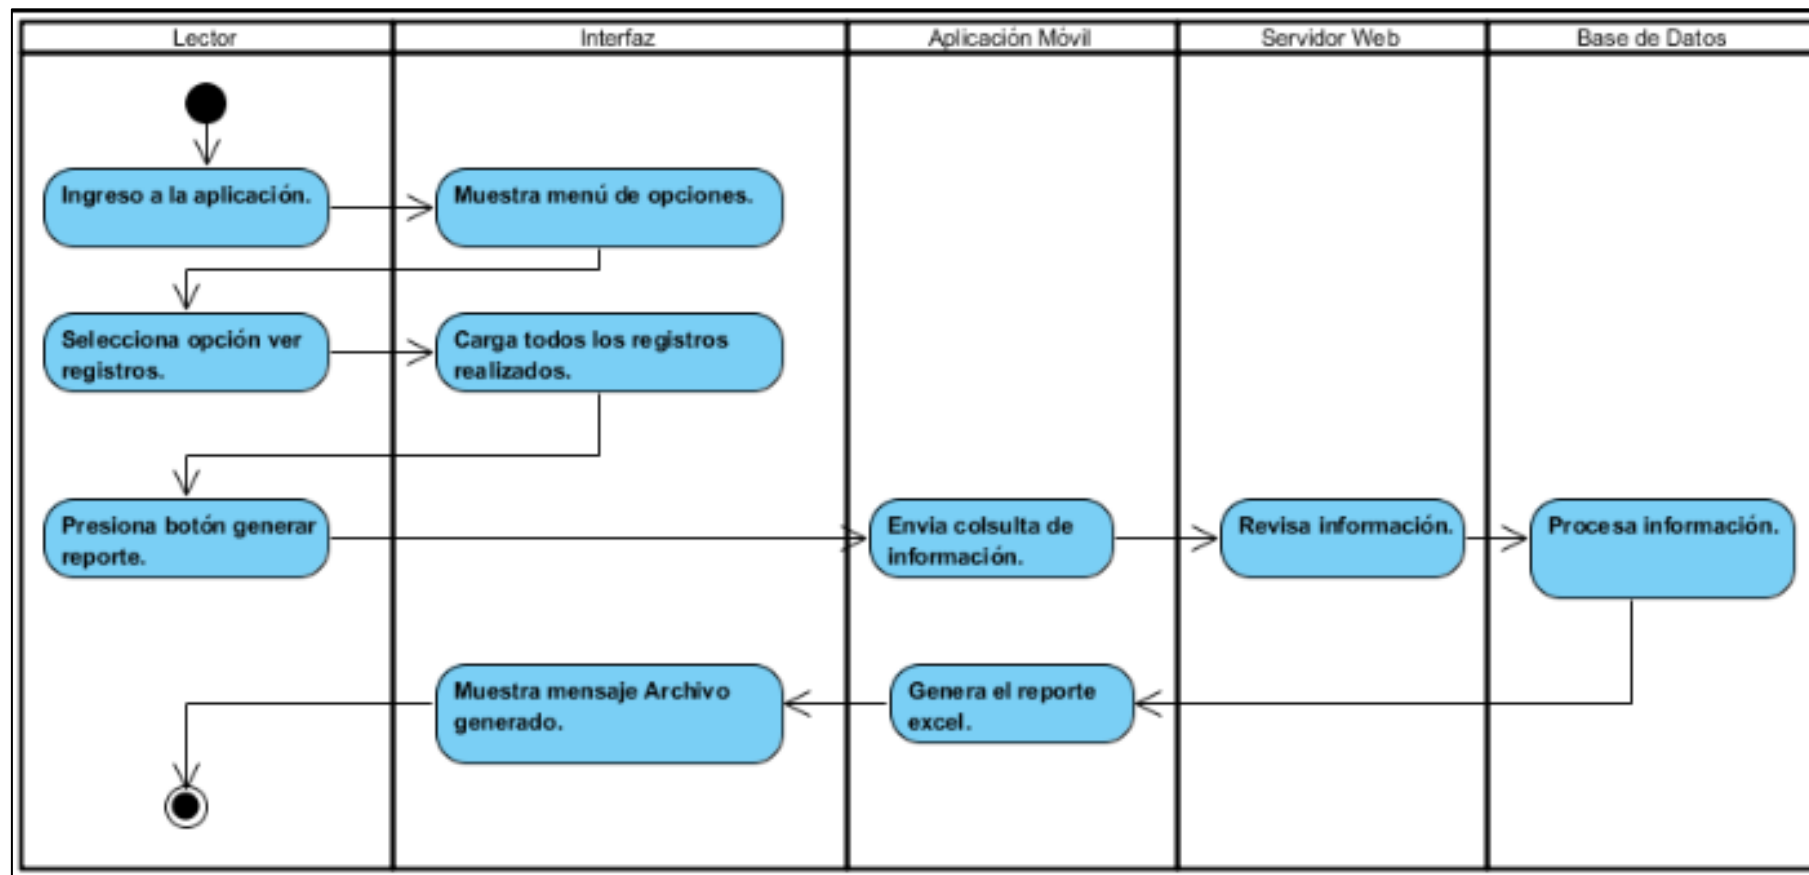 Lector
Interfaz
Aplicación Móvil
Servidor Web
Base de Datos
Ingreso a la aplicación.
Muestra menú de opciones.
Selecciona opción ver
registros.
Carga todos los registros
realizados.
Presiona botón generar
reporte.
Envia colsulta de
información.
Revisa información.
Procesa información.
Muestra mensaje Archivo
generado.
Genera el reporte
excel.